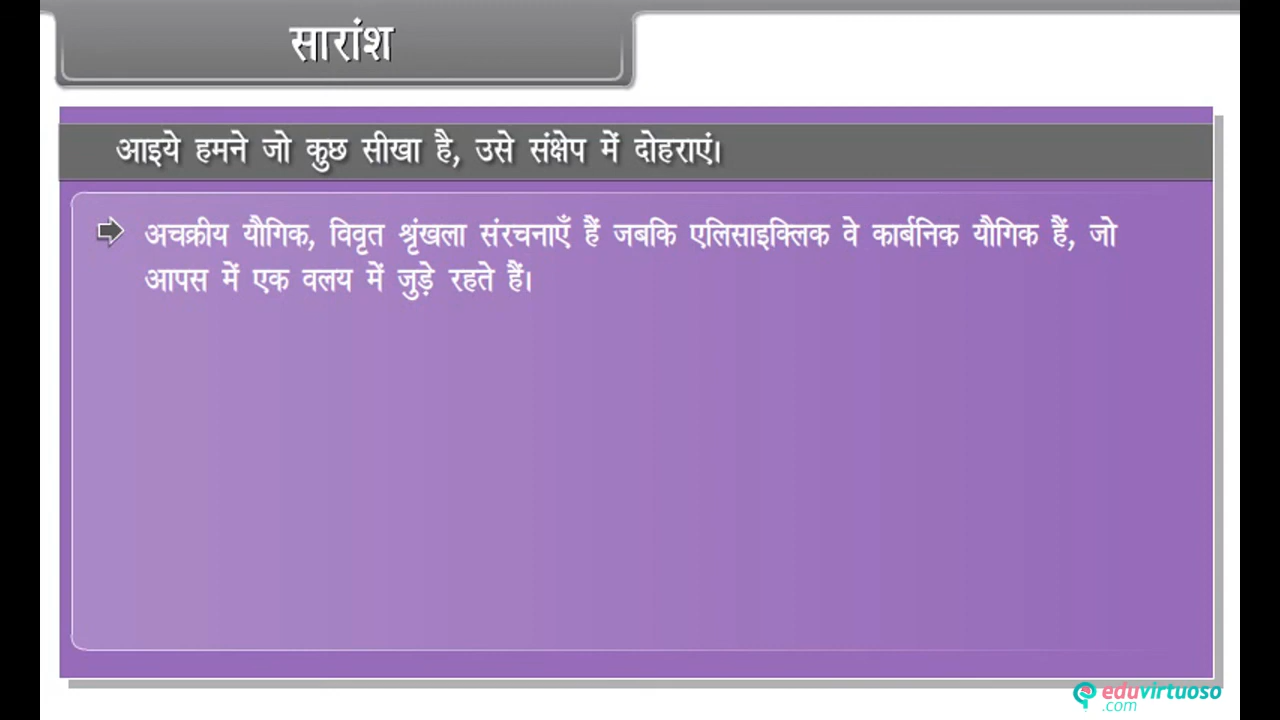 सारांश
आइये हमने जो कुछ सीखा है, उसे संक्षेप में दोहराएं।
अचक्रीय यौगिक, विवृत श्रृंखला संरचनाएँ हैं जबकि एलिसाइक्लिक वे कार्बनिक यौगिक हैं, जो
आपस में एक वलय में जुड़े रहते हैं।
eduvirtuoso
.com